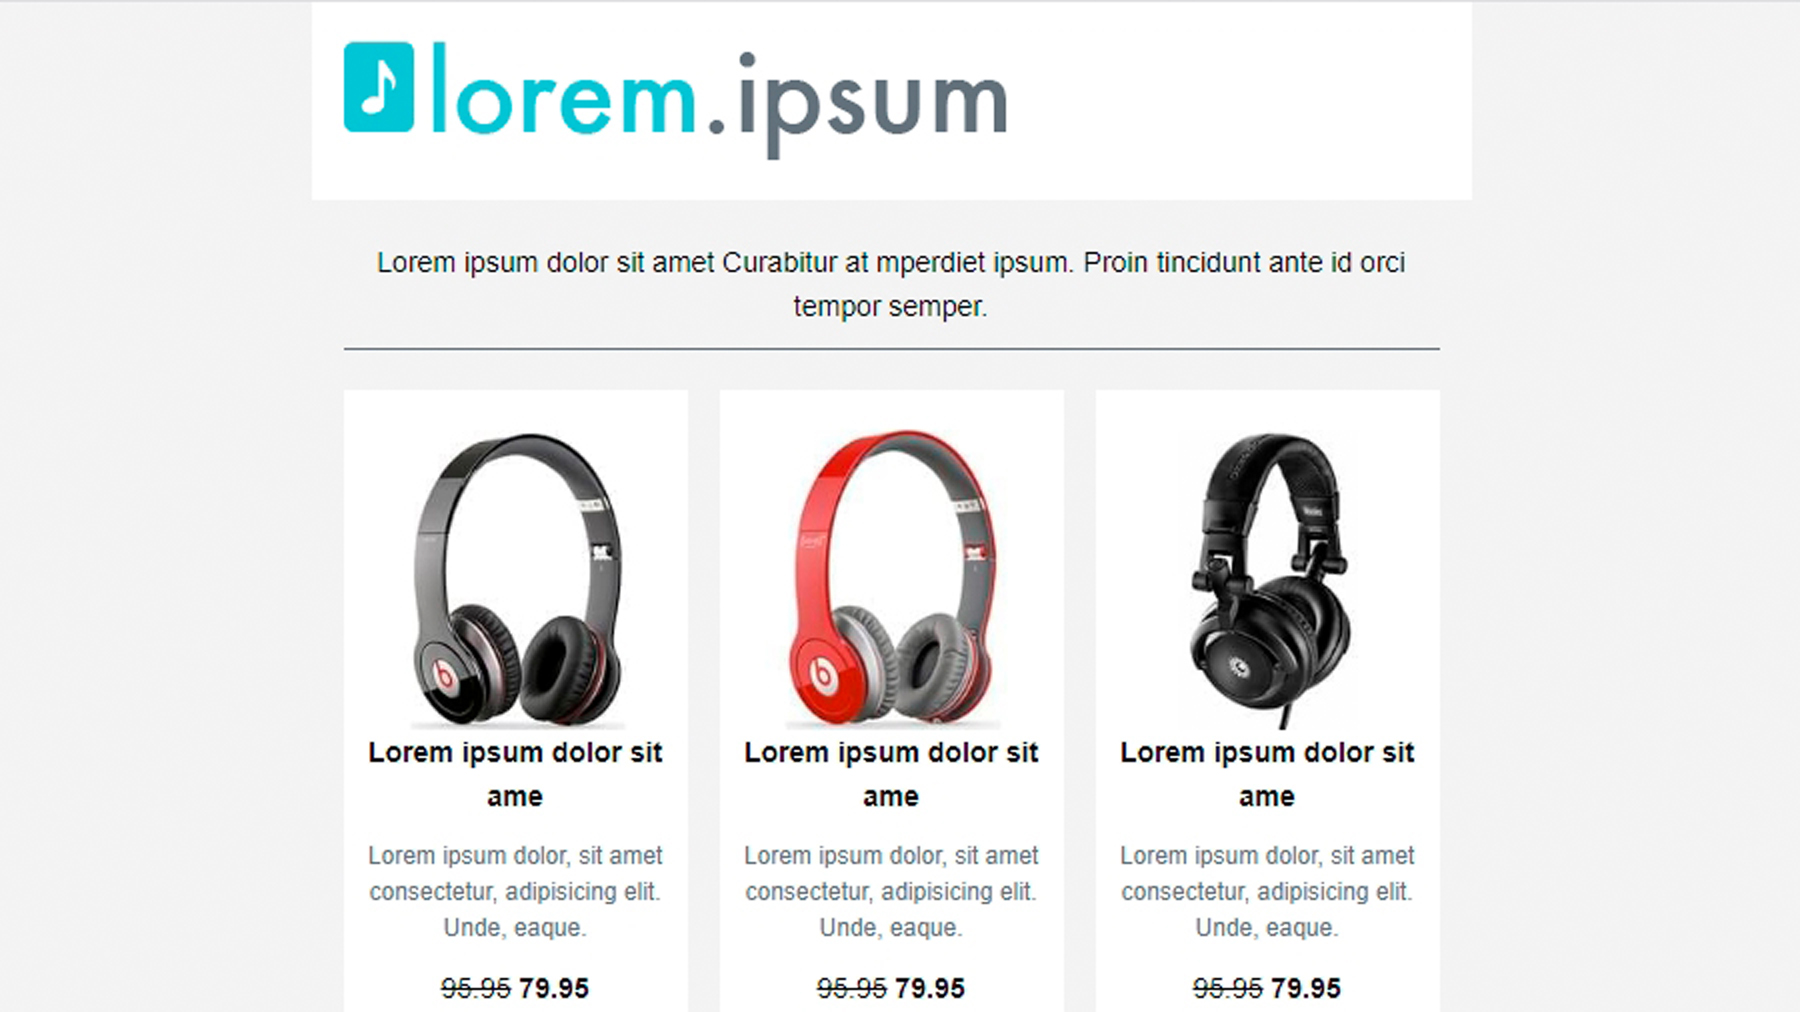 lorem.ipsum
Lorem ipsum dolor sit amet Curabitur at mperdiet ipsum. Proin tincidunt ante id orci
tempor semper.
b
b
Lorem ipsum dolor sit
ame
Lorem ipsum dolor, sit amet
consectetur, adipisicing elit.
Unde, eaque.
95.95 79.95
Lorem ipsum dolor sit
ame
Lorem ipsum dolor, sit amet
consectetur, adipisicing elit.
Unde, eaque.
95.95 79.95
Lorem ipsum dolor sit
ame
Lorem ipsum dolor, sit amet
consectetur, adipisicing elit.
Unde, eaque.
95.95 79.95